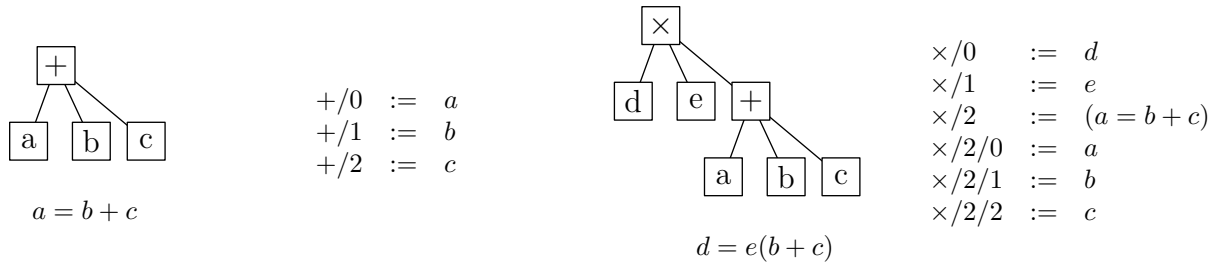 +
a b c
a = b + c
+/0 := a
+/1 := b
+/2 := c
×
d e +
a b c
d = e(b + c)
×/0 := d
×/1 := e
×/2 := (a = b + c)
×/2/0 := a
×/2/1 := b
×/2/2 := c